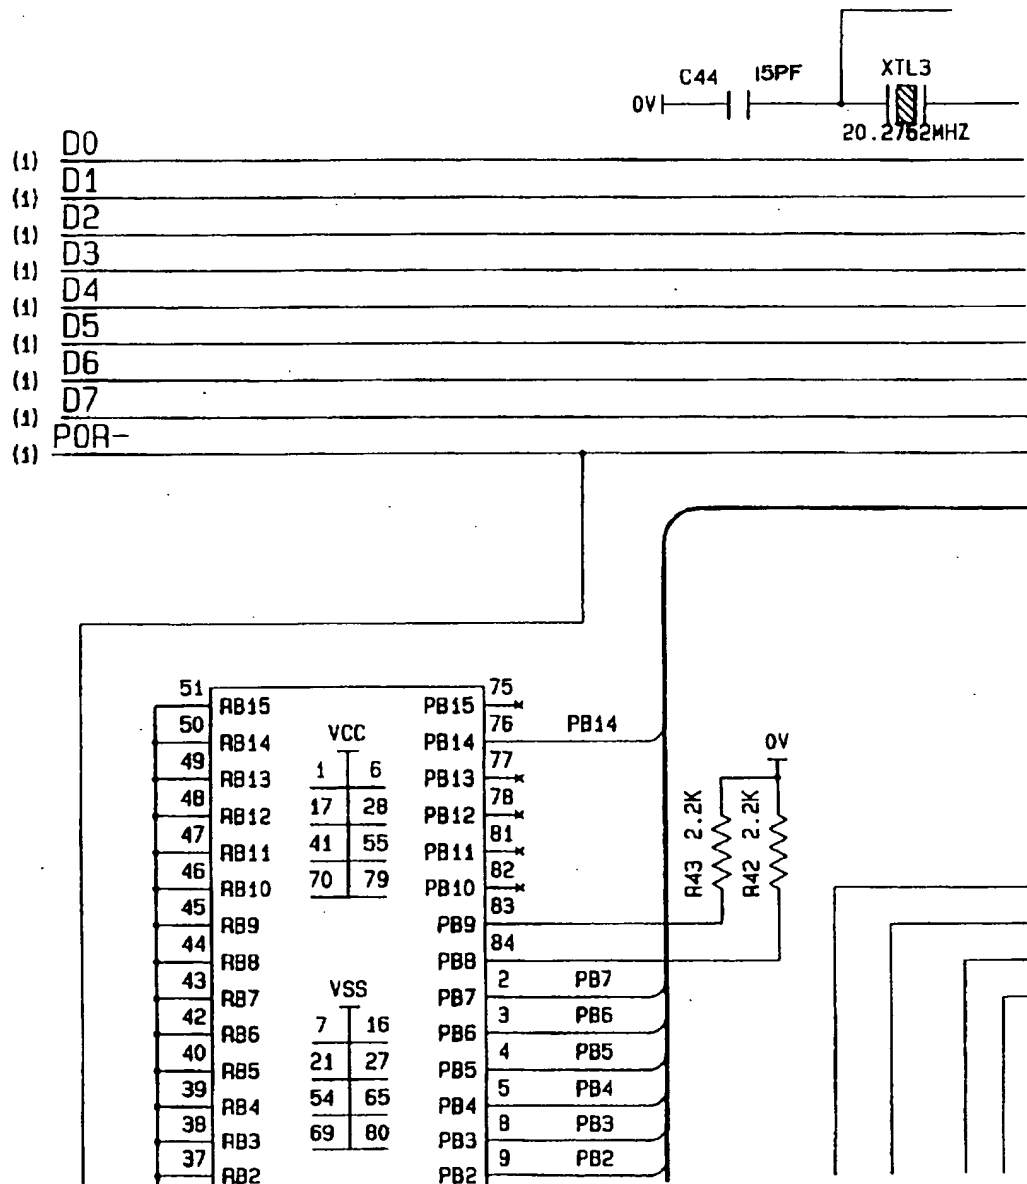 C44 15PF XTL3
0V
20.2752MHZ
(1) D0
(1) D1
(1) D2
(1) D3
(1) D4
(1) D5
(1) D6
(1) D7
(1) POR-
51 RB15 PB15 75
50 RB14 VCC PB14 76 PB14
49 RB13 1 6 PB13 77 0V
48 RB12 17 28 PB12 78
47 RB11 41 55 PB11 81 R43 2.2K R42 2.2K
46 RB10 70 79 PB10 82
45 RB9 PB9 83
44 RB8 PB8 84
43 RB7 VSS PB7 2 PB7
42 RB6 7 16 PB6 3 PB6
40 RB5 21 27 PB5 4 PB5
39 RB4 54 65 PB4 5 PB4
38 RB3 69 80 PB3 8 PB3
37 RB2 PB2 9 PB2